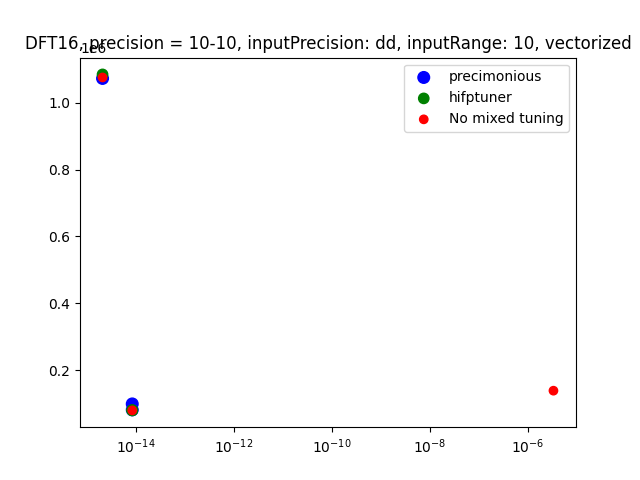 DFT16, precision = 10-10, inputPrecision: dd, inputRange: 10, vectorized
1e6
precimonious
hifptuner
No mixed tuning
1.0
0.8
0.6
0.4
0.2
10⁻¹⁴ 10⁻¹² 10⁻¹⁰ 10⁻⁸ 10⁻⁶